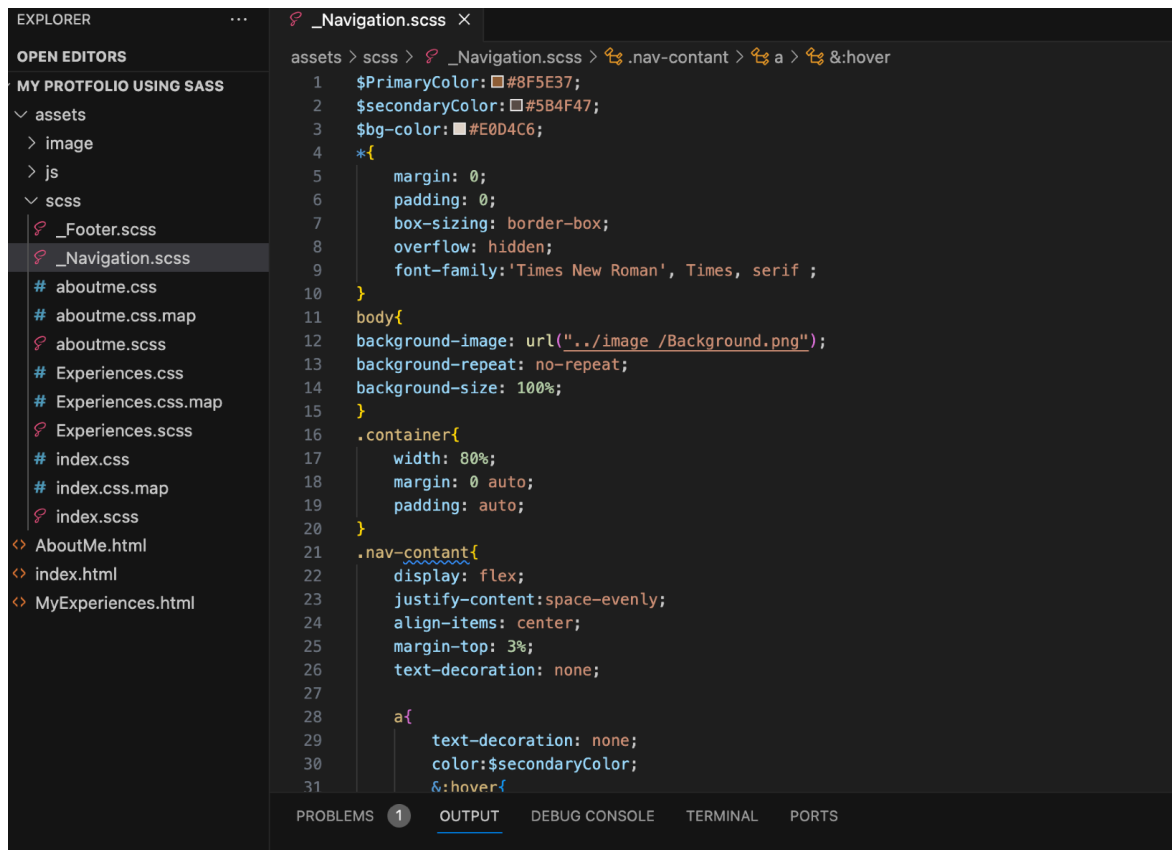 EXPLORER
...
OPEN EDITORS
MY PROTFOLIO USING SASS
assets
image
js
scss
_Footer.scss
_Navigation.scss
aboutme.css
aboutme.css.map
aboutme.scss
Experiences.css
Experiences.css.map
Experiences.scss
index.css
index.css.map
index.scss
AboutMe.html
index.html
MyExperiences.html
_Navigation.scss ×
assets > scss > _Navigation.scss > .nav-contant > a > &:hover
1 $PrimaryColor:#8F5E37;
2 $secondaryColor:#5B4F47;
3 $bg-color:#E0D4C6;
4 *{
5 margin: 0;
6 padding: 0;
7 box-sizing: border-box;
8 overflow: hidden;
9 font-family:'Times New Roman', Times, serif ;
10 }
11 body{
12 background-image: url("../image /Background.png");
13 background-repeat: no-repeat;
14 background-size: 100%;
15 }
16 .container{
17 width: 80%;
18 margin: 0 auto;
19 padding: auto;
20 }
21 .nav-contant{
22 display: flex;
23 justify-content:space-evenly;
24 align-items: center;
25 margin-top: 3%;
26 text-decoration: none;
27
28 a{
29 text-decoration: none;
30 color:$secondaryColor;
31 &:hover{
PROBLEMS 1 OUTPUT DEBUG CONSOLE TERMINAL PORTS